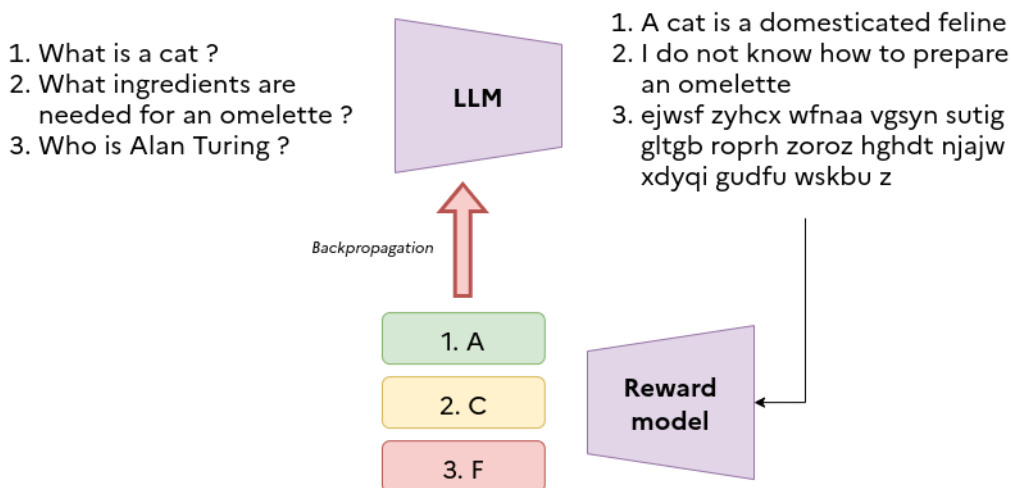 1. What is a cat ?
2. What ingredients are
needed for an omelette ?
3. Who is Alan Turing ?
LLM
1. A cat is a domesticated feline
2. I do not know how to prepare
an omelette
3. ejwsf zyhcx wfnaa vgsyn sutig
gltgb roprh zoroz hghdt njajw
xdyqi gudfu wskbu z
Backpropagation
1. A
2. C
3. F
Reward
model